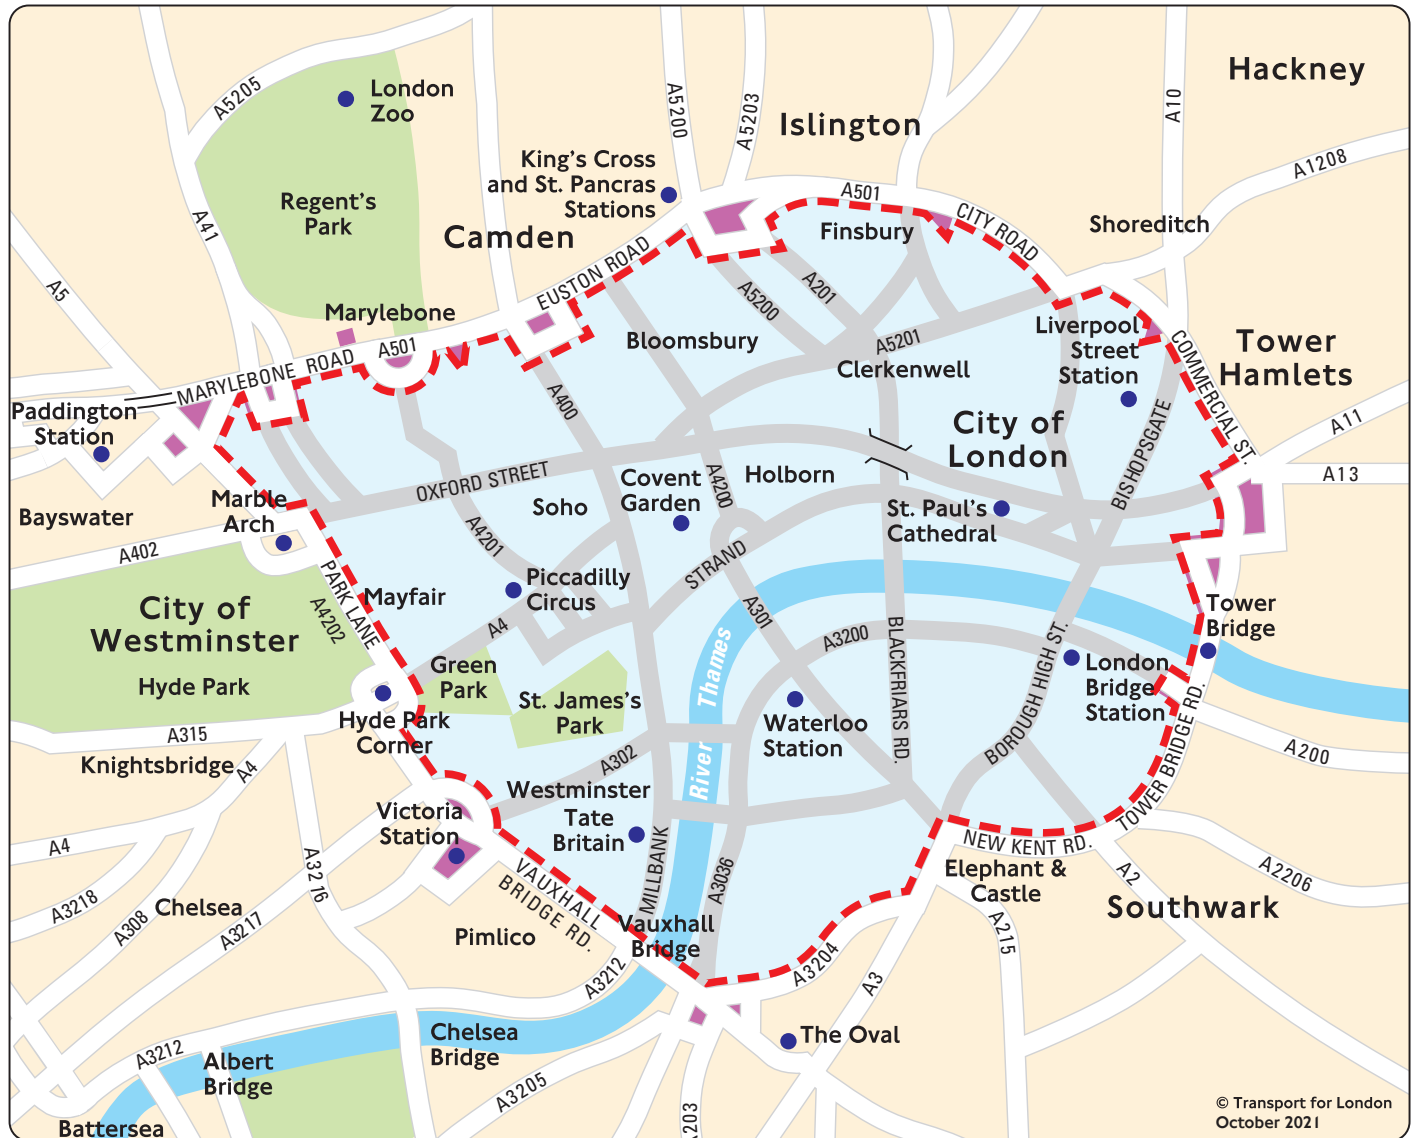 Hackney
London
Zoo
A5205
A5200
A5203
A10
Islington
King's Cross
and St. Pancras
Stations
A1208
A501
CITY ROAD
Regent's
Park
A41
Camden
Finsbury
Shoreditch
EUSTON ROAD
A5
A5200
A201
Marylebone
Bloomsbury
A5201
Liverpool
Street
Station
COMMERCIAL ST.
Tower
Hamlets
MARYLEBONE ROAD
A501
Clerkenwell
A400
Paddington
Station
City of
London
BISHOPSGATE
A11
A13
OXFORD STREET
Covent
Garden
A4200
Holborn
Marble
Arch
Soho
St. Paul's
Cathedral
Bayswater
A402
A4201
STRAND
PARK LANE
A4202
Mayfair
Piccadilly
Circus
City of
Westminster
A301
Tower
Bridge
A4
A3200
BLACKFRIARS RD.
BOROUGH HIGH ST.
London
Bridge
Station
Hyde Park
Green
Park
St. James's
Park
River Thames
Waterloo
Station
TOWER BRIDGE RD.
Hyde Park
Corner
A315
Knightsbridge
A4
A302
A200
Westminster
Victoria
Station
Tate
Britain
MILLBANK
A3036
NEW KENT RD.
A4
A3216
VAUXHALL
BRIDGE RD.
Elephant &
Castle
A2
A2206
A3218
A308
Chelsea
A3217
Pimlico
Vauxhall
Bridge
A3204
A215
Southwark
A3212
A3
Chelsea
Bridge
The Oval
A3212
Albert
Bridge
A3205
A203
Battersea
© Transport for London
October 2021